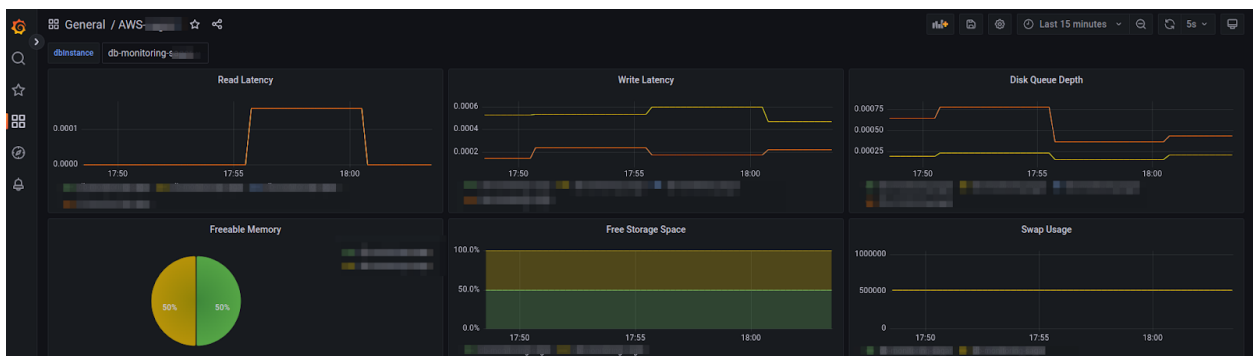 General / AWS-
Last 15 minutes
5s
dbinstance db-monitoring-s
Read Latency
0.0001
0.0000
17:50 17:55 18:00
Write Latency
0.0006
0.0004
0.0002
17:50 17:55 18:00
Disk Queue Depth
0.00075
0.00050
0.00025
17:50 17:55 18:00
Freeable Memory
50% 50%
Free Storage Space
100.0%
50.0%
0.0%
17:50 17:55 18:00
Swap Usage
1000000
500000
0
17:50 17:55 18:00